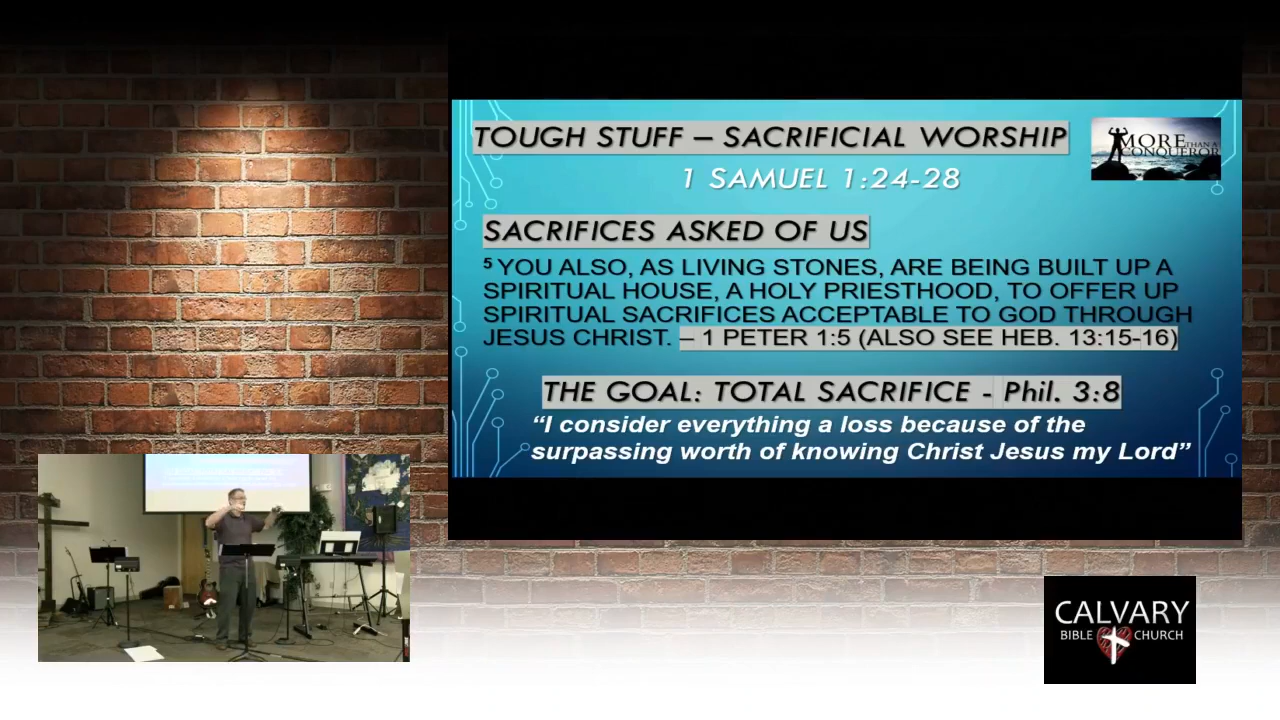 TOUGH STUFF – SACRIFICIAL WORSHIP
MORE THAN A
CONQUEROR
1 SAMUEL 1:24-28
SACRIFICES ASKED OF US
5 YOU ALSO, AS LIVING STONES, ARE BEING BUILT UP A
SPIRITUAL HOUSE, A HOLY PRIESTHOOD, TO OFFER UP
SPIRITUAL SACRIFICES ACCEPTABLE TO GOD THROUGH
JESUS CHRIST. – 1 PETER 1:5 (ALSO SEE HEB. 13:15-16)
THE GOAL: TOTAL SACRIFICE - Phil. 3:8
“I consider everything a loss because of the
surpassing worth of knowing Christ Jesus my Lord”
CALVARY
BIBLE CHURCH